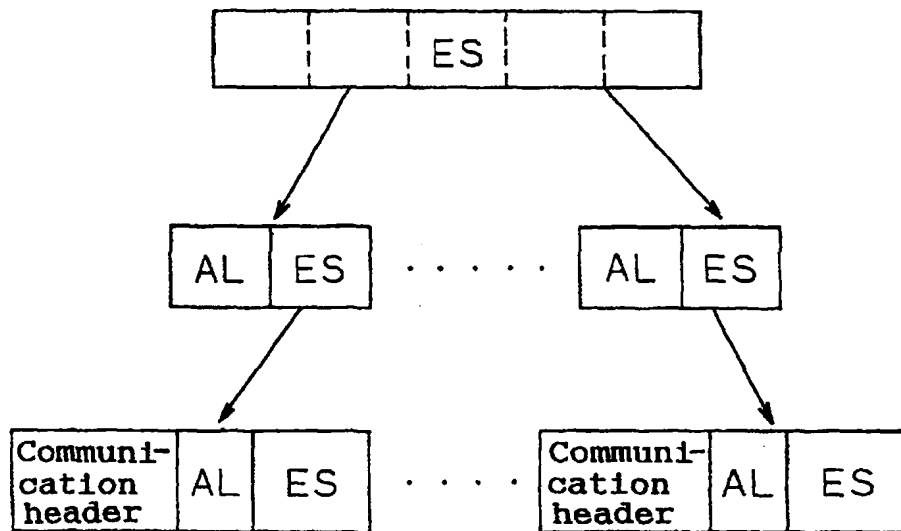 ES
AL ES ..... AL ES
Communi-
cation
header AL ES .... Communi-
cation
header AL ES